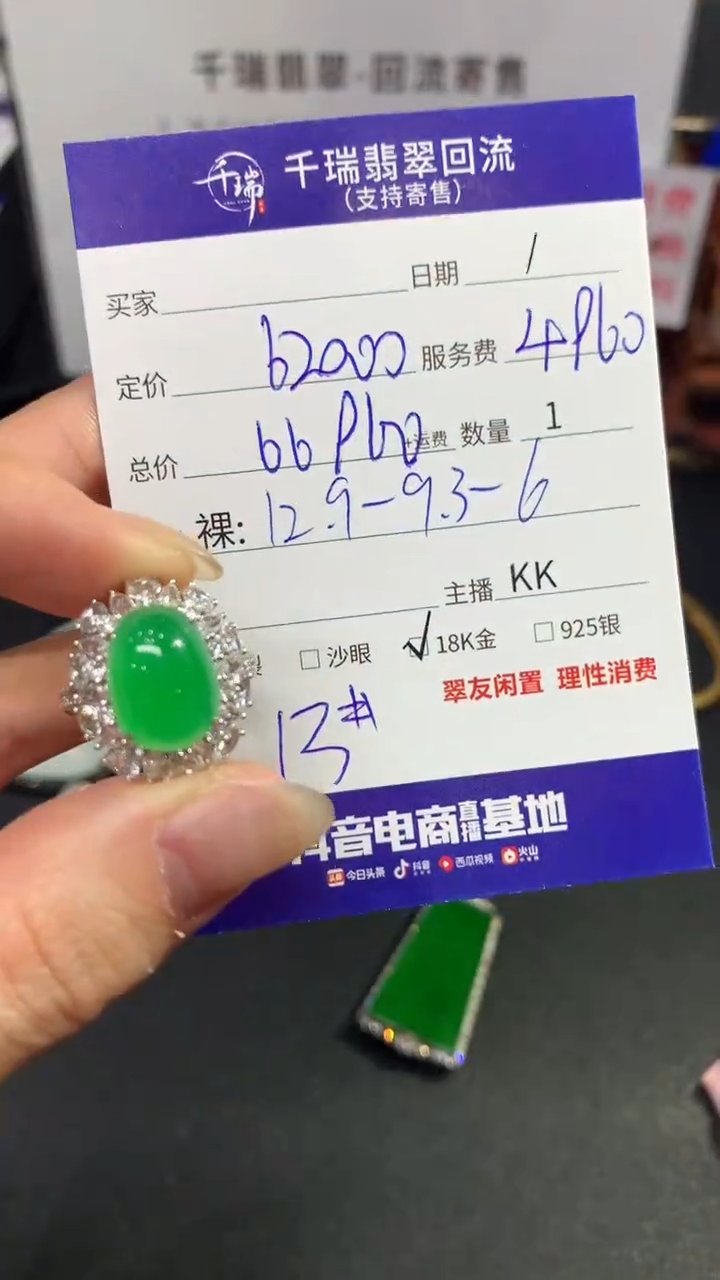 千瑞翡翠-回流寄售
千瑞 千瑞翡翠回流
(支持寄售)
买家 日期 /
定价 62000 服务费 4960
总价 66960 +运费 数量 1
裸: 12.9-9.3-6
主播 KK
□ 沙眼 ✓ 18K金 □ 925银
翠友闲置 理性消费
13#
抖音电商直播基地
今日头条 抖音 西瓜视频 火山